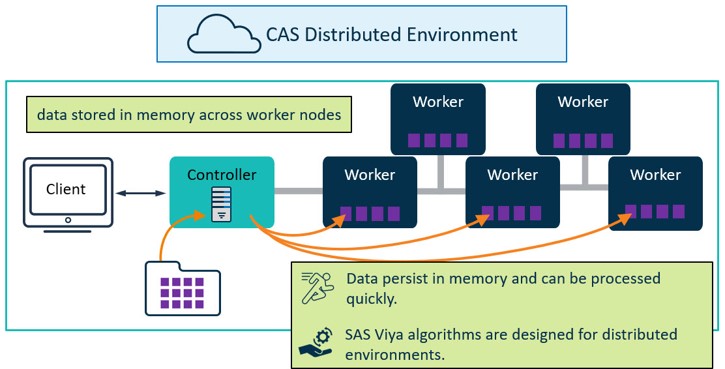 CAS Distributed Environment
data stored in memory across worker nodes
Worker
Worker
Client
Controller
Worker
Worker
Worker
Data persist in memory and can be processed
quickly.
SAS Viya algorithms are designed for distributed
environments.